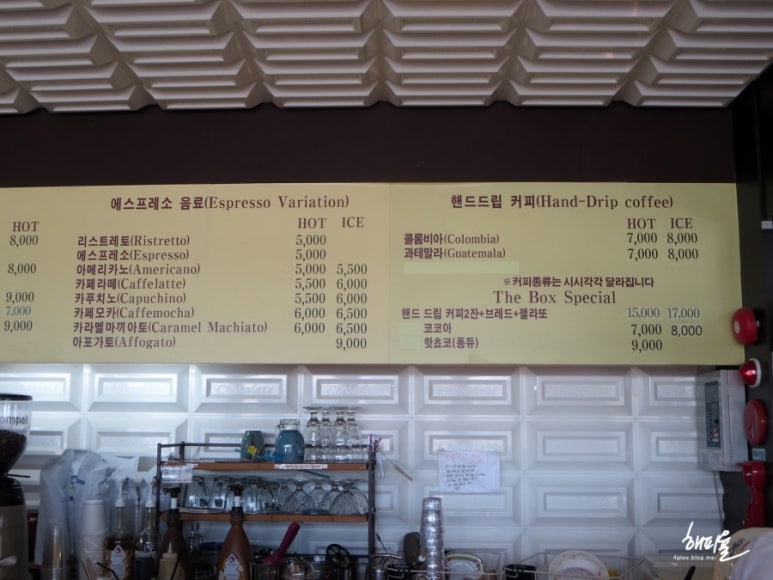 HOT
8,000
8,000
9,000
7,000
9,000
에스프레소 음료(Espresso Variation)
HOT ICE
리스트레토(Ristretto) 5,000
에스프레소(Espresso) 5,000
아메리카노(Americano) 5,000 5,500
카페라떼(Caffelatte) 5,500 6,000
카푸치노(Capuchino) 5,500 6,000
카페모카(Caffemocha) 6,000 6,500
카라멜마끼아토(Caramel Machiato) 6,000 6,500
아포가토(Affogato) 9,000
핸드드립 커피(Hand-Drip coffee)
HOT ICE
콜롬비아(Colombia) 7,000 8,000
과테말라(Guatemala) 7,000 8,000
※커피종류는 시시각각 달라집니다
The Box Special
핸드 드립 커피2잔+브레드+젤라또 15,000 17,000
코코아 7,000 8,000
핫쵸코(퐁듀) 9,000
ompak
해피울
4glee.blog.me